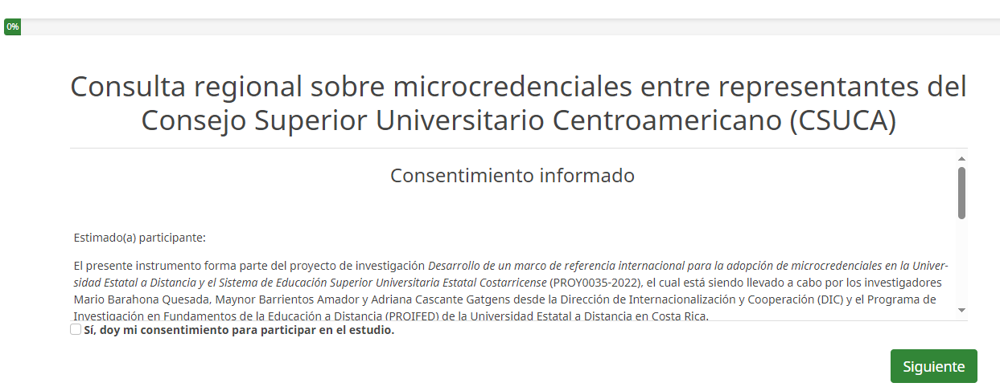 0%
Consulta regional sobre microcredenciales entre representantes del
Consejo Superior Universitario Centroamericano (CSUCA)
Consentimiento informado
Estimado(a) participante:
El presente instrumento forma parte del proyecto de investigación Desarrollo de un marco de referencia internacional para la adopción de microcredenciales en la Univer-
sidad Estatal a Distancia y el Sistema de Educación Superior Universitaria Estatal Costarricense (PROY0035-2022), el cual está siendo llevado a cabo por los investigadores
Mario Barahona Quesada, Maynor Barrientos Amador y Adriana Cascante Gatgens desde la Dirección de Internacionalización y Cooperación (DIC) y el Programa de
Investigación en Fundamentos de la Educación a Distancia (PROIFED) de la Universidad Estatal a Distancia en Costa Rica.
Sí, doy mi consentimiento para participar en el estudio.
Siguiente